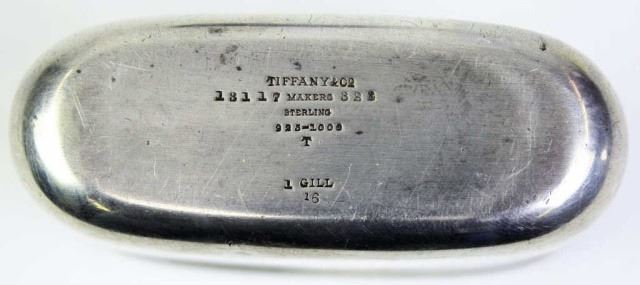 TIFFANY & Co
18117 MAKERS 823
STERLING
925-1000
T
1 GILL
16